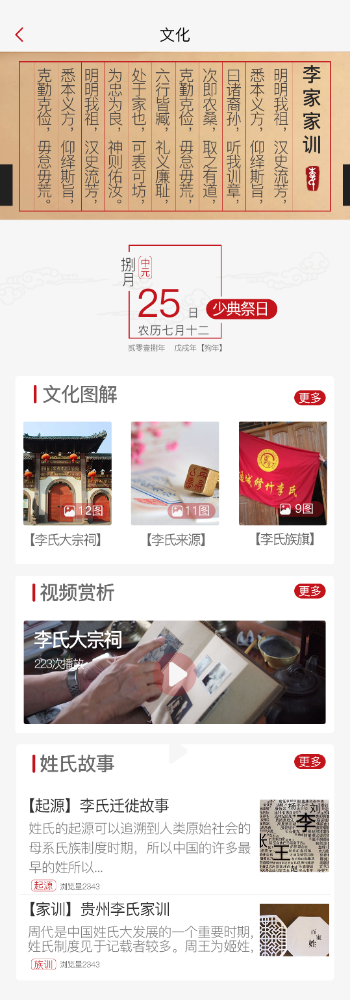 文化
李家家训
李
明明我祖，汉史流芳，
悉本义方，仰绎斯旨，
曰诸裔孙，听我训章，
次即农桑，取之有道，
克勤克俭，毋怠毋荒，
六行皆臧，礼义廉耻，
处于家也，可表可坊，
为忠为良，神则佑汝。
明明我祖，汉史流芳，
悉本义方，仰绎斯旨，
克勤克俭，毋怠毋荒。
捌月
中元
25
日
少典祭日
农历七月十二
贰零壹捌年 戊戌年【狗年】
文化图解
更多
12图
11图
通城修竹李氏
9图
【李氏大宗祠】
【李氏来源】
【李氏族旗】
视频赏析
更多
李氏大宗祠
223次播放
姓氏故事
更多
【起源】李氏迁徙故事
姓氏的起源可以追溯到人类原始社会的
母系氏族制度时期，所以中国的许多最
早的姓所以...
起源 浏览量2343
杨
刘
李
王
赵
【家训】贵州李氏家训
周代是中国姓氏大发展的一个重要时期，
姓氏制度见于记载者较多。周王为姬姓，
族训 浏览量2343
百家姓